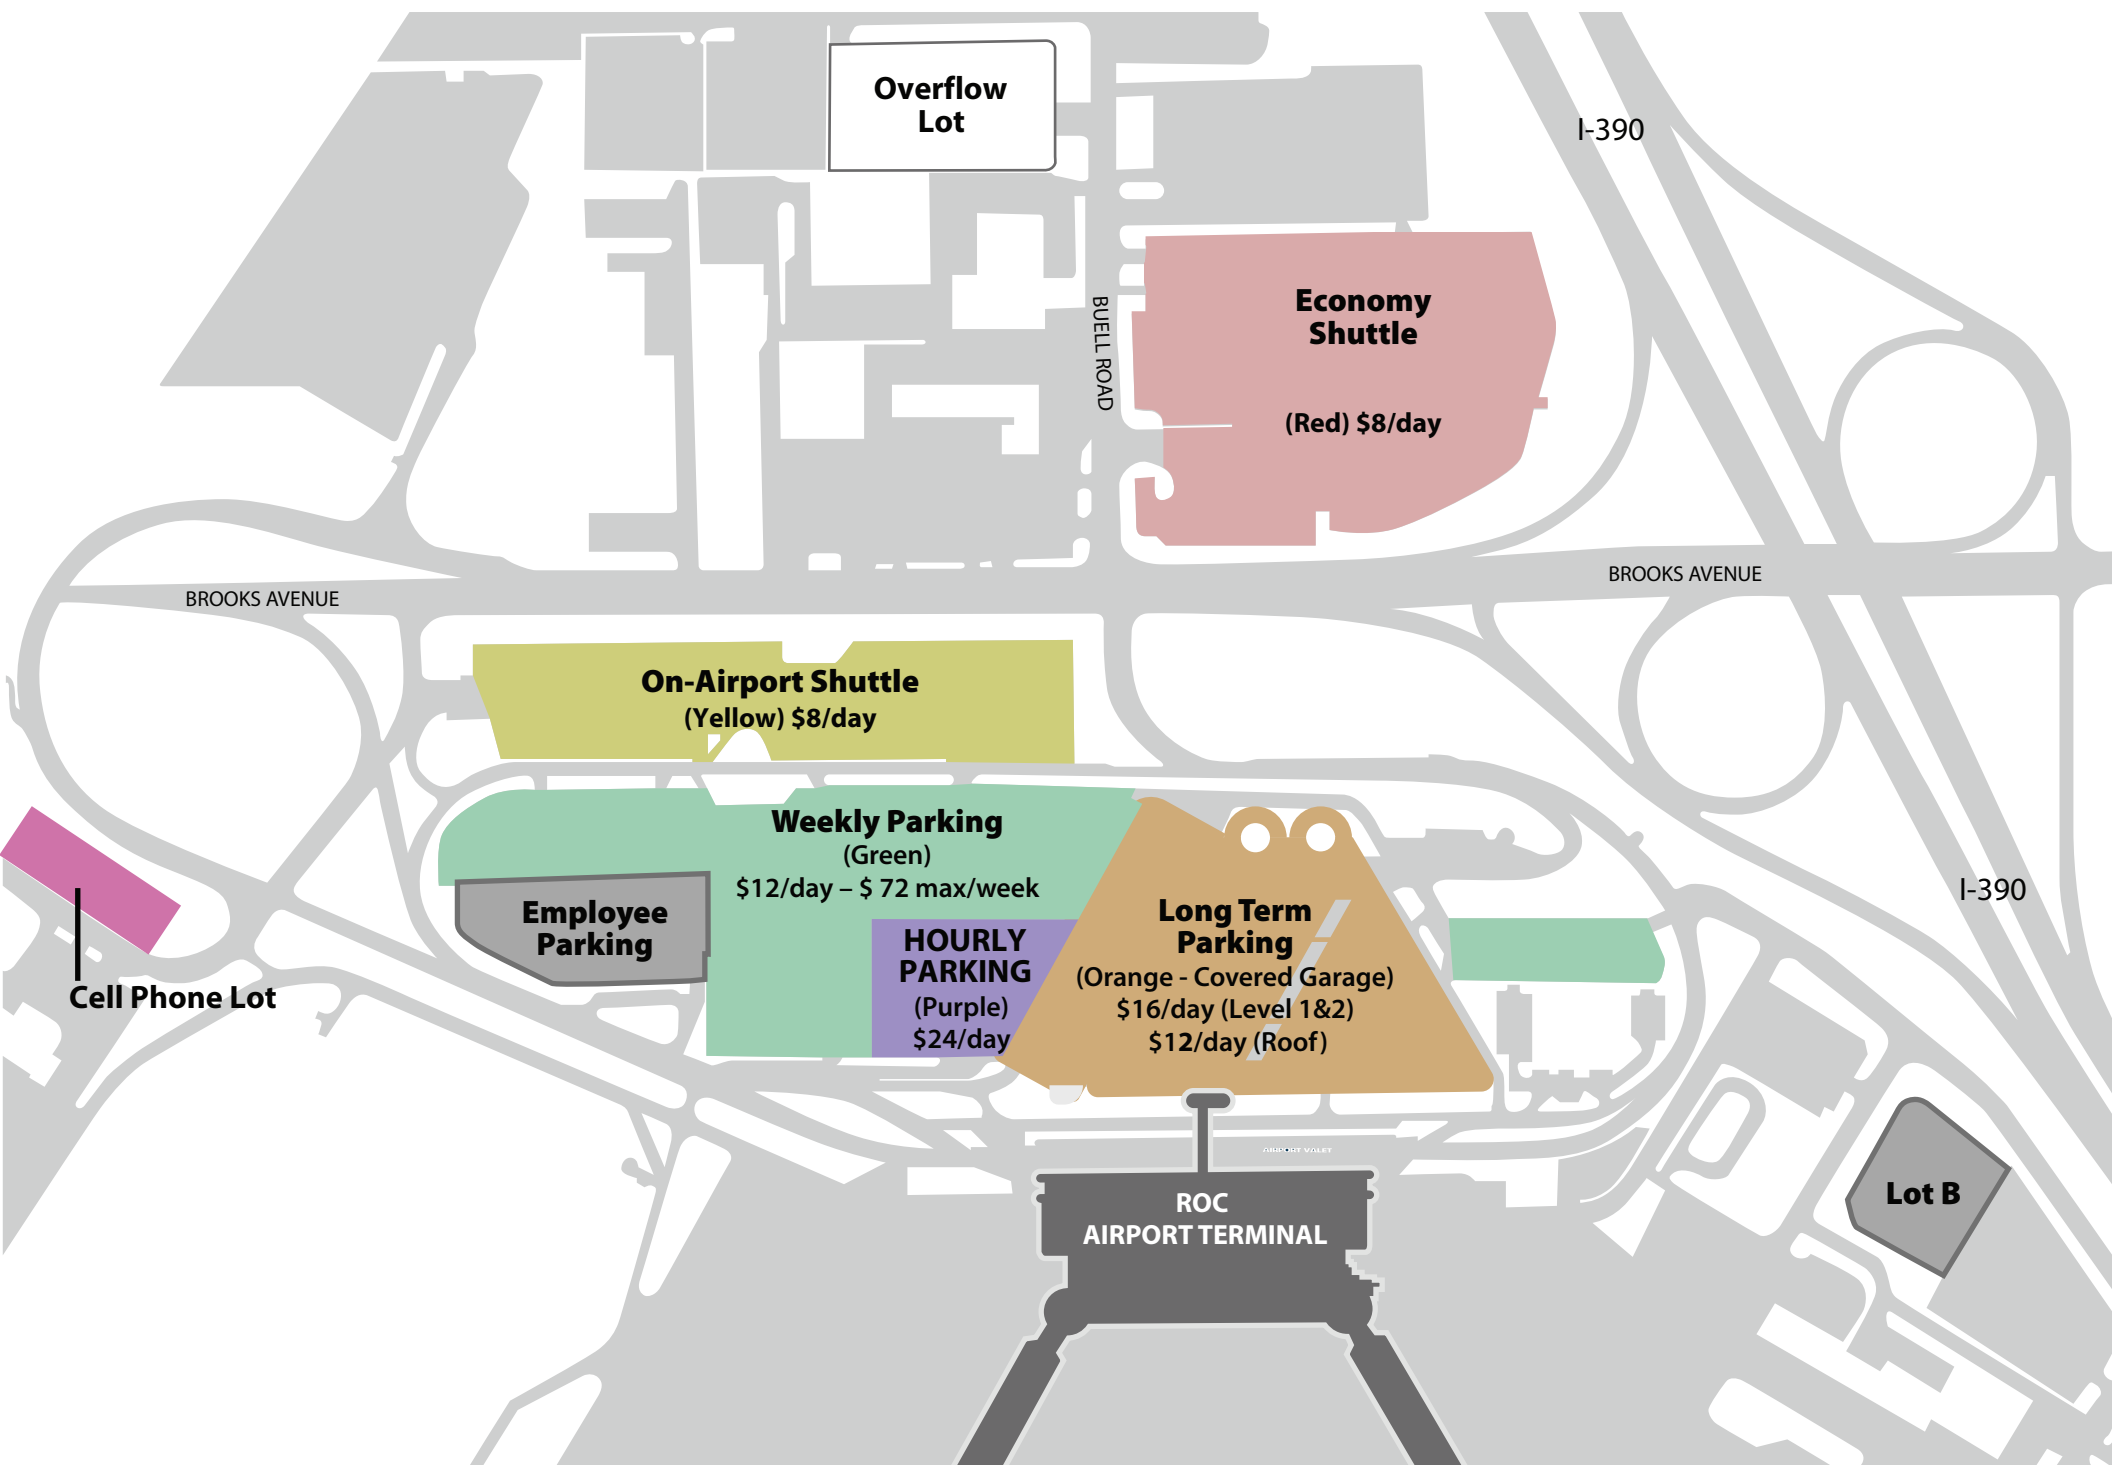 Overflow
Lot
I-390
Economy
Shuttle
(Red) $8/day
BUELL ROAD
BROOKS AVENUE
BROOKS AVENUE
On-Airport Shuttle
(Yellow) $8/day
Weekly Parking
(Green)
$12/day – $ 72 max/week
Employee
Parking
HOURLY
PARKING
(Purple)
$24/day
Long Term
Parking
(Orange - Covered Garage)
$16/day (Level 1&2)
$12/day (Roof)
I-390
Cell Phone Lot
AIRPORT VALET
ROC
AIRPORT TERMINAL
Lot B